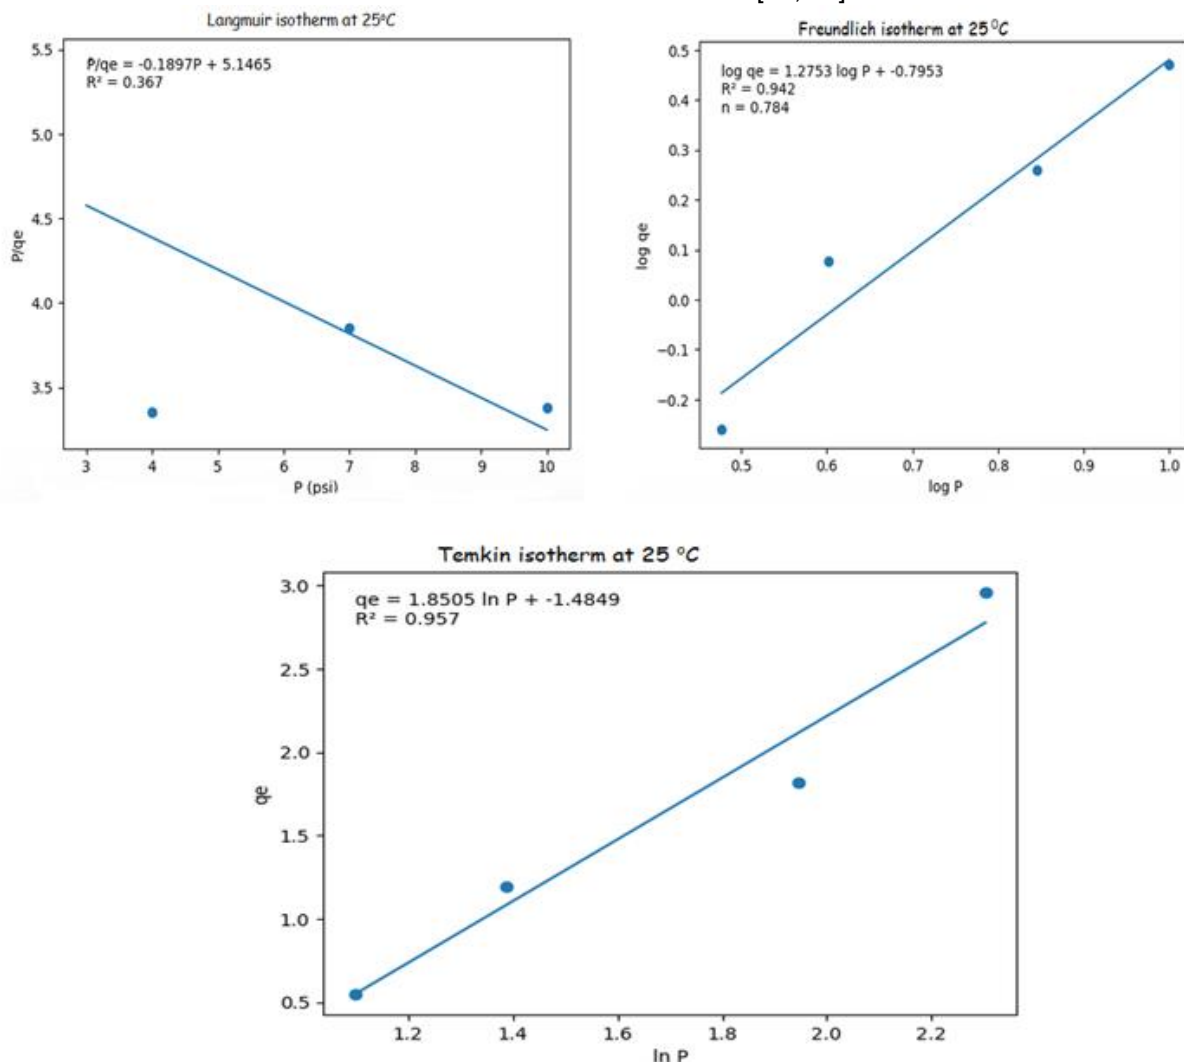 Langmuir isotherm at 25°C
P/qe = -0.1897P + 5.1465
R² = 0.367
5.5
5.0
4.5
4.0
3.5
P/qe
3 4 5 6 7 8 9 10
P (psi)
Freundlich isotherm at 25 ⁰C
log qe = 1.2753 log P + -0.7953
R² = 0.942
n = 0.784
0.5
0.4
0.3
0.2
0.1
0.0
−0.1
−0.2
log qe
0.5 0.6 0.7 0.8 0.9 1.0
log P
Temkin isotherm at 25 °C
qe = 1.8505 ln P + -1.4849
R² = 0.957
3.0
2.5
2.0
1.5
1.0
0.5
qe
1.2 1.4 1.6 1.8 2.0 2.2
ln P